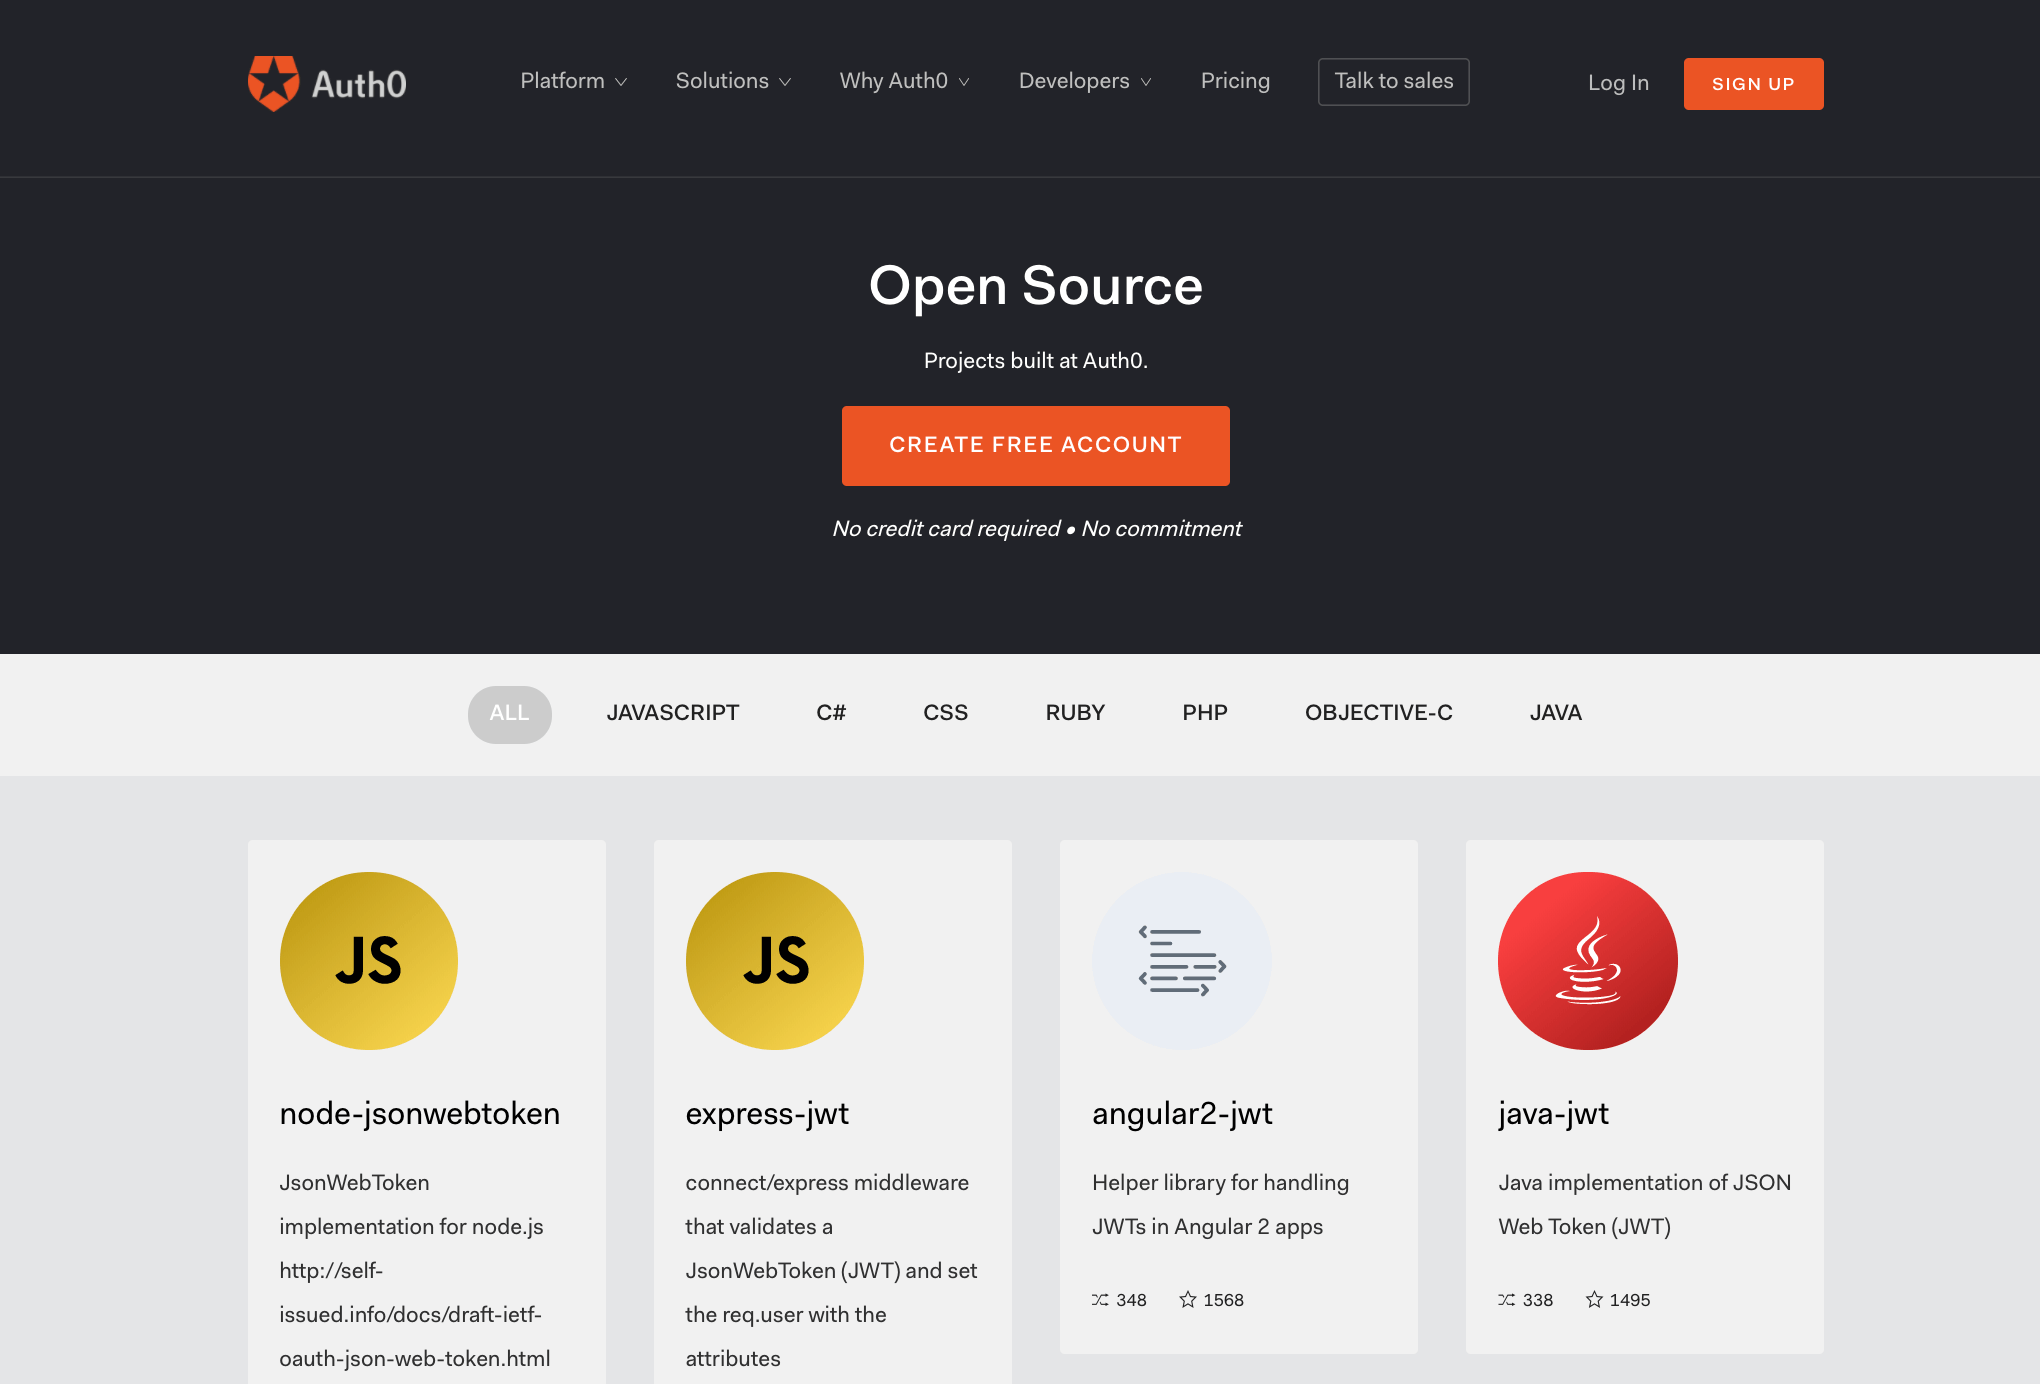 Auth0
Platform
Solutions
Why Auth0
Developers
Pricing
Talk to sales
Log In
SIGN UP
Open Source
Projects built at Auth0.
CREATE FREE ACCOUNT
No credit card required • No commitment
ALL
JAVASCRIPT
C#
CSS
RUBY
PHP
OBJECTIVE-C
JAVA
JS
node-jsonwebtoken
JsonWebToken
implementation for node.js
http://self-
issued.info/docs/draft-ietf-
oauth-json-web-token.html
JS
express-jwt
connect/express middleware
that validates a
JsonWebToken (JWT) and set
the req.user with the
attributes
angular2-jwt
Helper library for handling
JWTs in Angular 2 apps
348
1568
java-jwt
Java implementation of JSON
Web Token (JWT)
338
1495